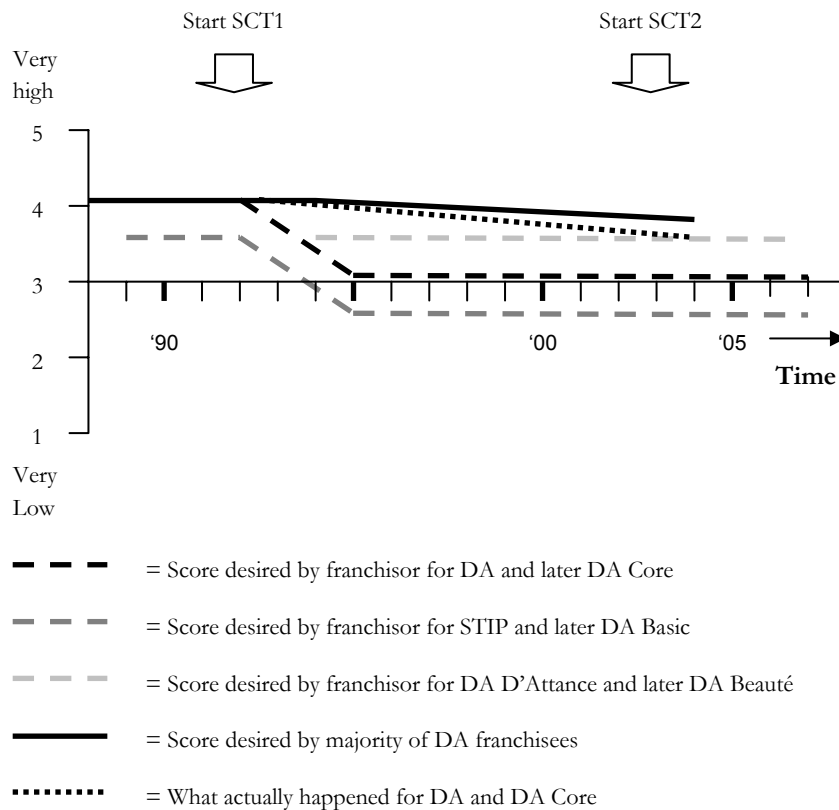 Start SCT1
Start SCT2
Very
high
5
4
3
‘90
‘00
‘05
2
Time
1
Very
Low
= Score desired by franchisor for DA and later DA Core
= Score desired by franchisor for STIP and later DA Basic
= Score desired by franchisor for DA D’Attance and later DA Beauté
= Score desired by majority of DA franchisees
= What actually happened for DA and DA Core